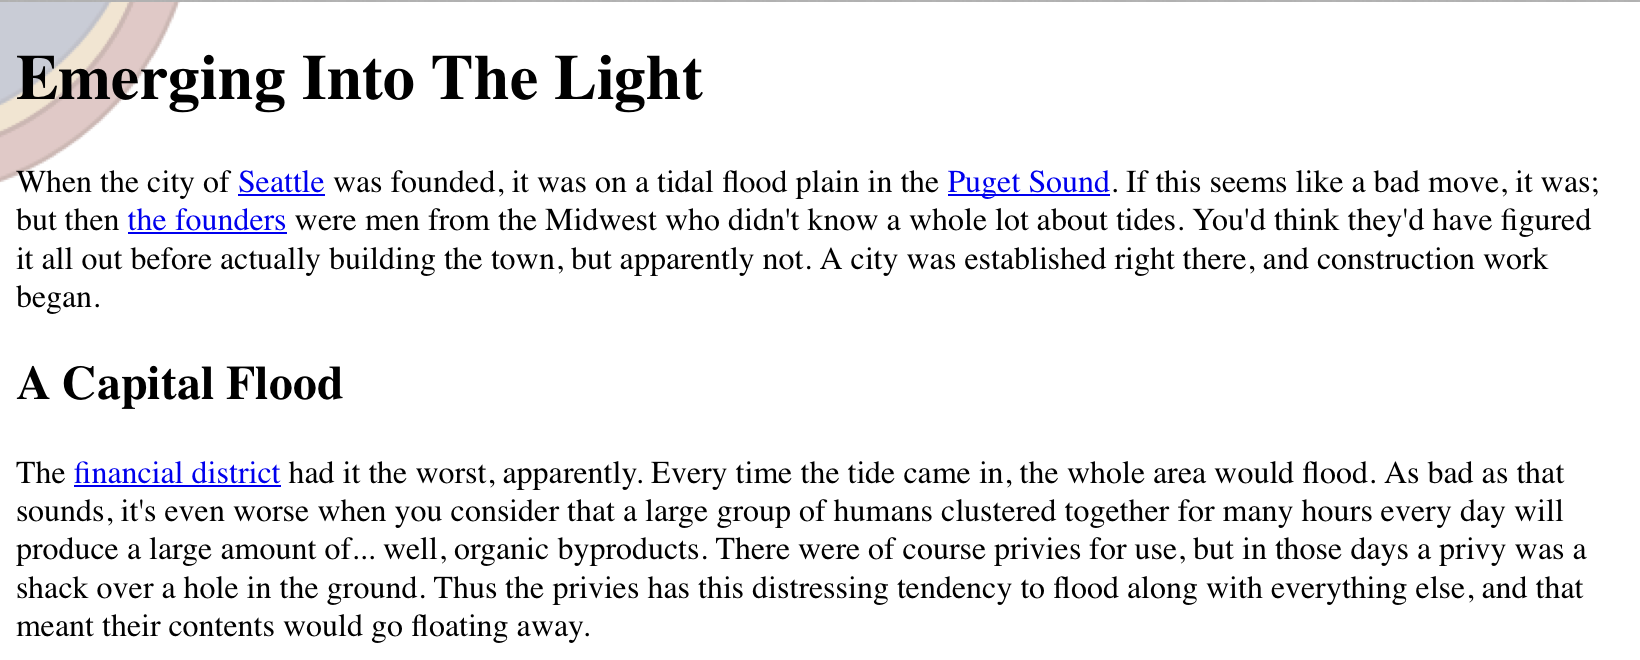 Emerging Into The Light
When the city of Seattle was founded, it was on a tidal flood plain in the Puget Sound. If this seems like a bad move, it was;
but then the founders were men from the Midwest who didn't know a whole lot about tides. You'd think they'd have figured
it all out before actually building the town, but apparently not. A city was established right there, and construction work
began.
A Capital Flood
The financial district had it the worst, apparently. Every time the tide came in, the whole area would flood. As bad as that
sounds, it's even worse when you consider that a large group of humans clustered together for many hours every day will
produce a large amount of... well, organic byproducts. There were of course privies for use, but in those days a privy was a
shack over a hole in the ground. Thus the privies has this distressing tendency to flood along with everything else, and that
meant their contents would go floating away.